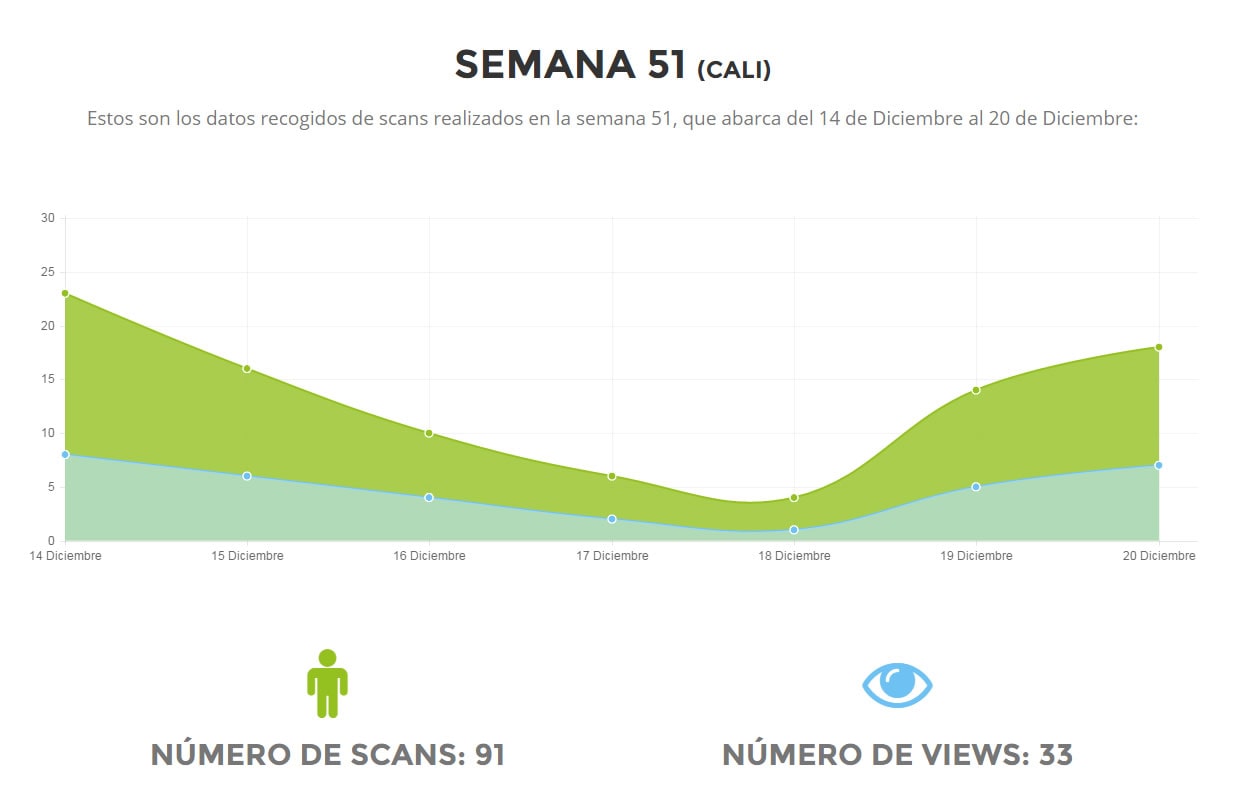 SEMANA 51 (CALI)
Estos son los datos recogidos de scans realizados en la semana 51, que abarca del 14 de Diciembre al 20 de Diciembre:
30
25
20
15
10
5
0
14 Diciembre 15 Diciembre 16 Diciembre 17 Diciembre 18 Diciembre 19 Diciembre 20 Diciembre
NÚMERO DE SCANS: 91 NÚMERO DE VIEWS: 33